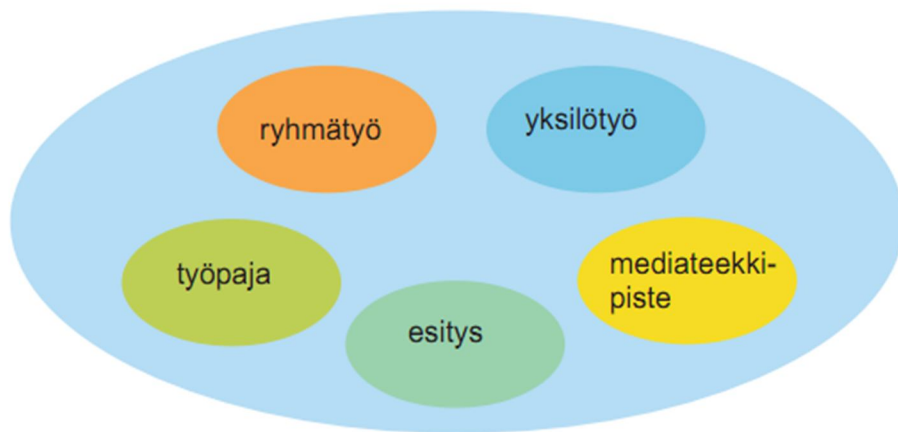 ryhmätyö
yksilötyö
työpaja
mediateekki-
piste
esitys